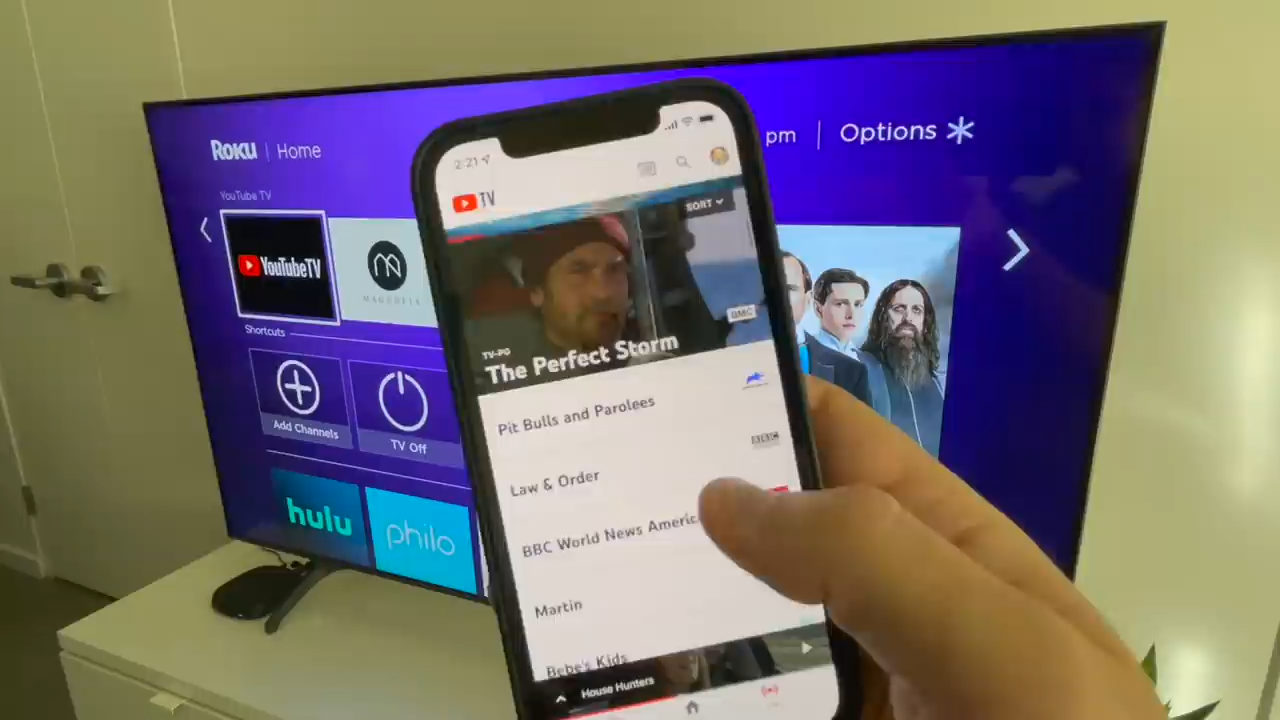 Roku | Home
pm | Options
YouTube TV
YouTubeTV
MAGNOLIA
Shortcuts
Add Channels
TV Off
hulu
philo
2:21
TV
SORT
BBC
TV-PG
The Perfect Storm
Pit Bulls and Parolees
Law & Order
BBC World News Americ
Martin
Bebe's Kids
House Hunters